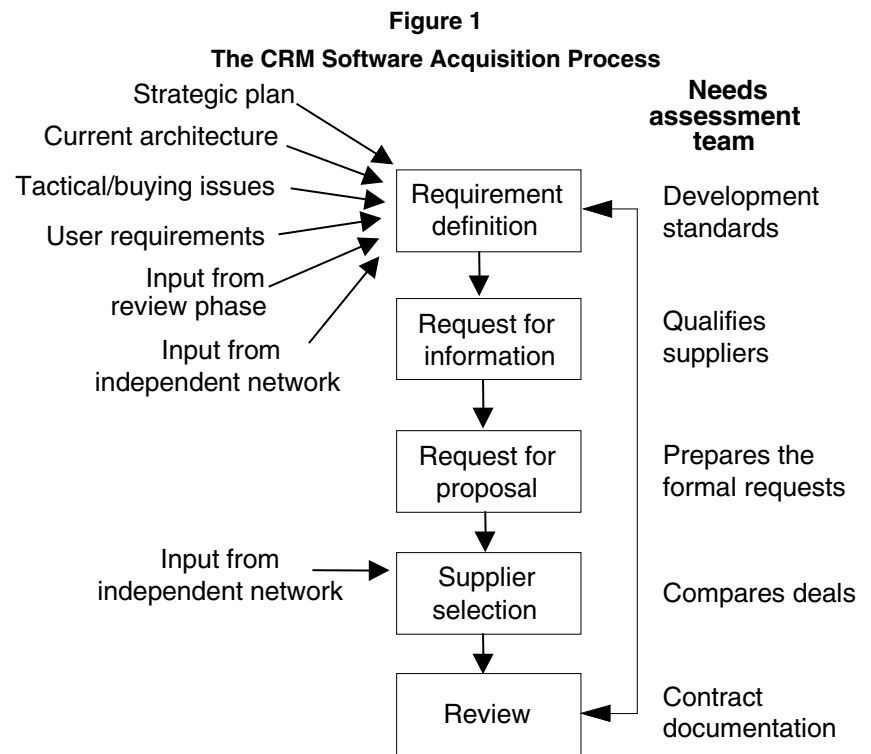 Figure 1
The CRM Software Acquisition Process
Strategic plan
Current architecture
Tactical/buying issues
User requirements
Input from
review phase
Input from
independent network
Requirement
definition
Request for
information
Request for
proposal
Input from
independent network
Supplier
selection
Review
Needs
assessment
team
Development
standards
Qualifies
suppliers
Prepares the
formal requests
Compares deals
Contract
documentation